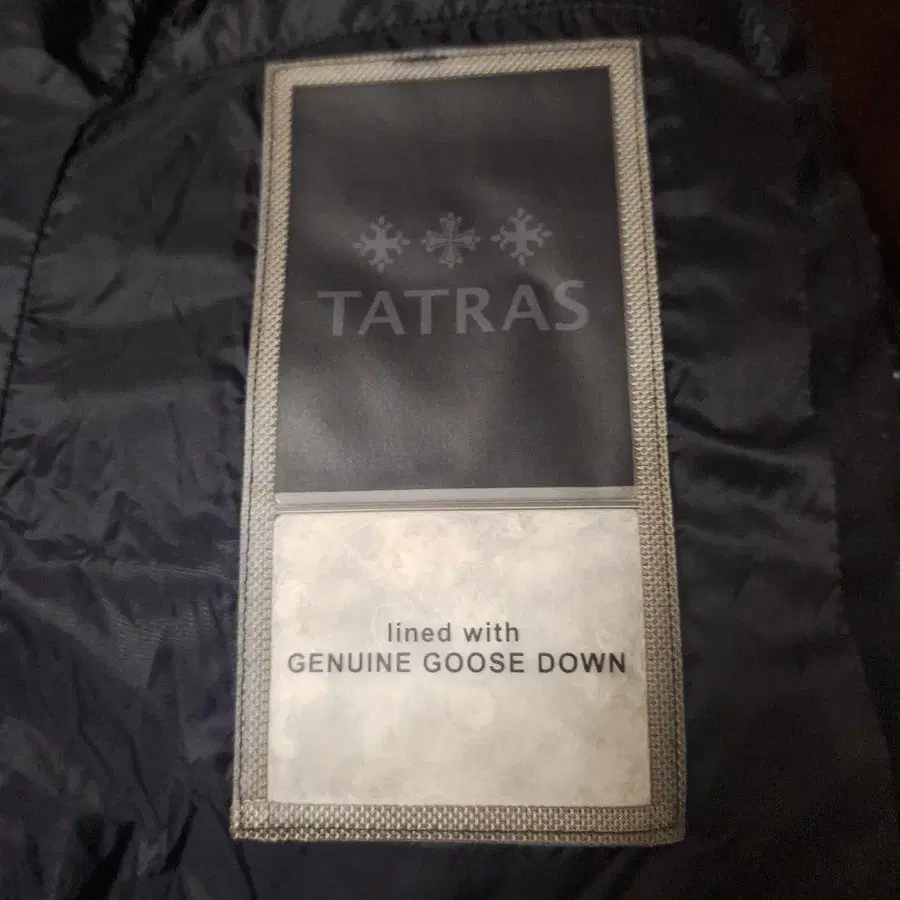 TATRAS
lined with
GENUINE GOOSE DOWN